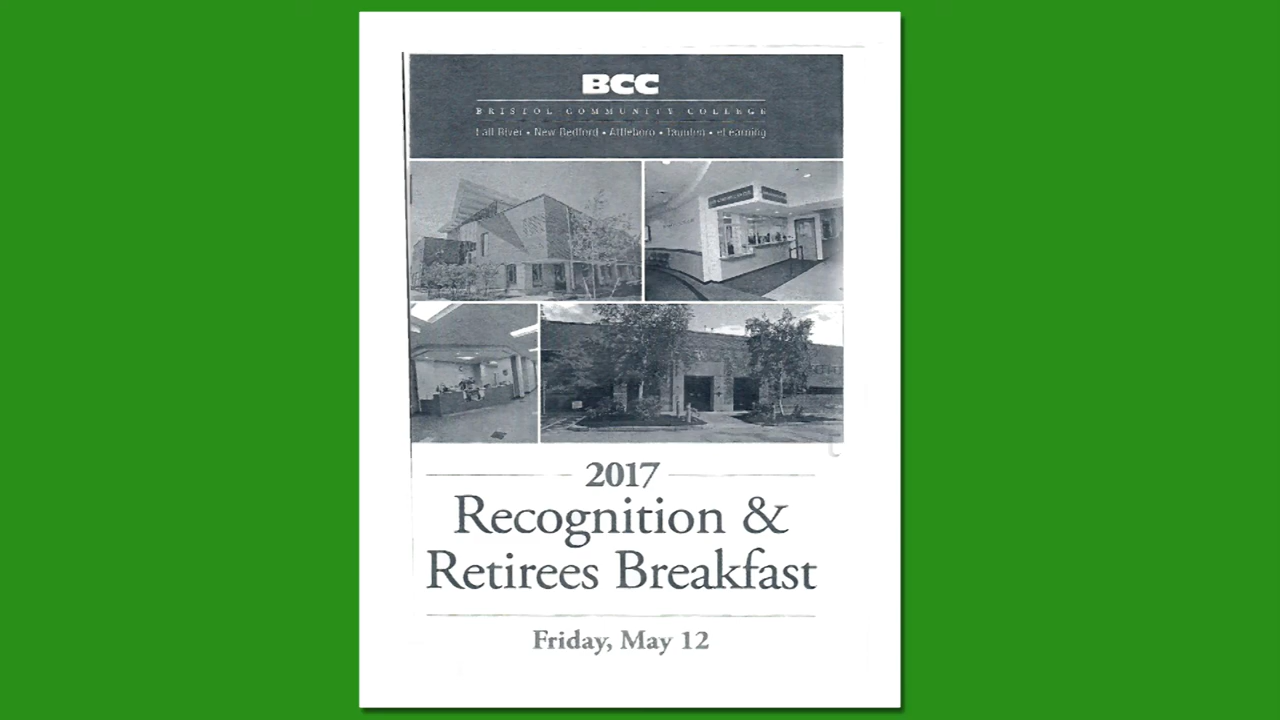 BCC
BRISTOL COMMUNITY COLLEGE
Fall River • New Bedford • Attleboro • Taunton • eLearning
2017
Recognition &
Retirees Breakfast
Friday, May 12